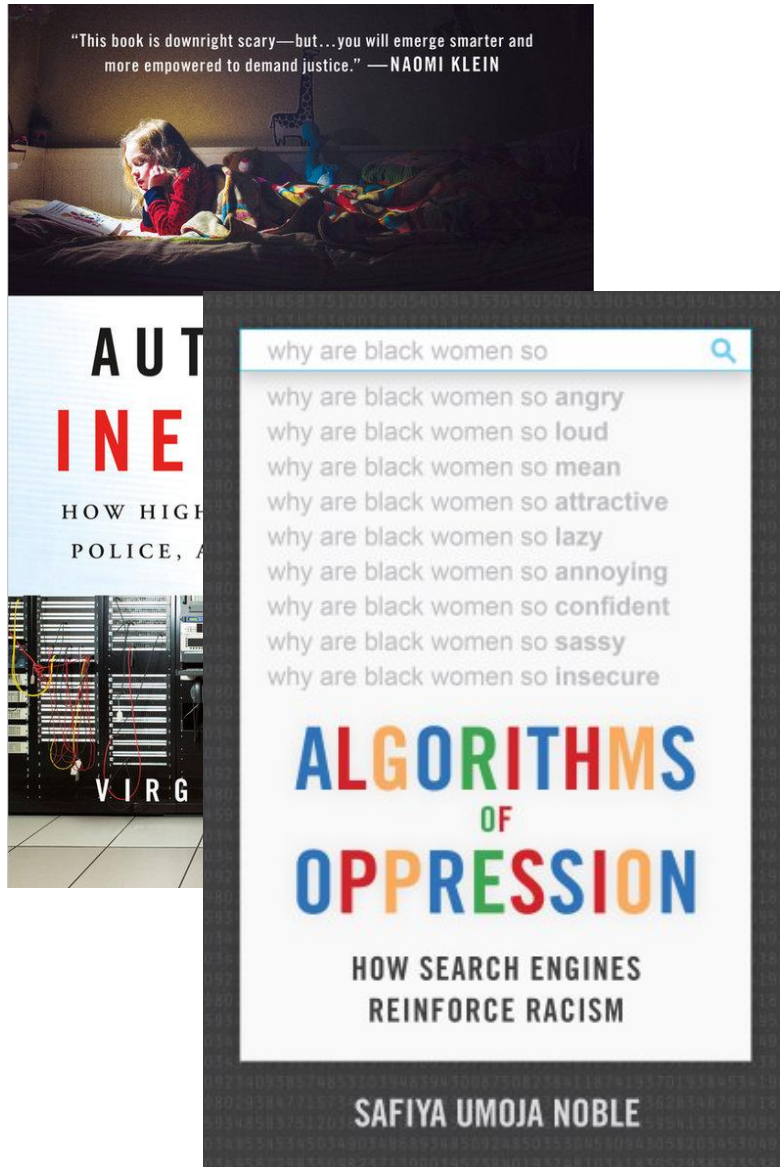 “This book is downright scary—but...you will emerge smarter and
more empowered to demand justice.” —NAOMI KLEIN
AUT
INE
HOW HIGH
POLICE, A
VIRG
why are black women so
why are black women so angry
why are black women so loud
why are black women so mean
why are black women so attractive
why are black women so lazy
why are black women so annoying
why are black women so confident
why are black women so sassy
why are black women so insecure
ALGORITHMS
OF
OPPRESSION
HOW SEARCH ENGINES
REINFORCE RACISM
SAFIYA UMOJA NOBLE